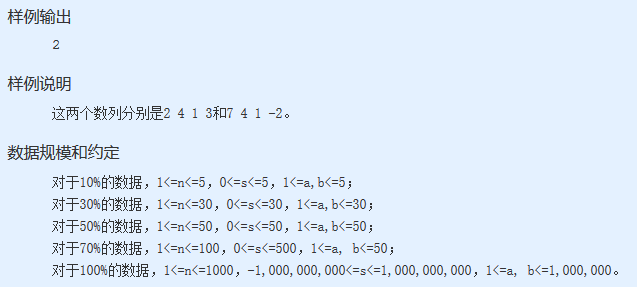 样例输出
2
样例说明
这两个数列分别是2 4 1 3和7 4 1 -2。
数据规模和约定
对于10%的数据，1<=n<=5，0<=s<=5，1<=a,b<=5；
对于30%的数据，1<=n<=30，0<=s<=30，1<=a,b<=30；
对于50%的数据，1<=n<=50，0<=s<=50，1<=a,b<=50；
对于70%的数据，1<=n<=100，0<=s<=500，1<=a, b<=50；
对于100%的数据，1<=n<=1000，-1,000,000,000<=s<=1,000,000,000，1<=a, b<=1,000,000。